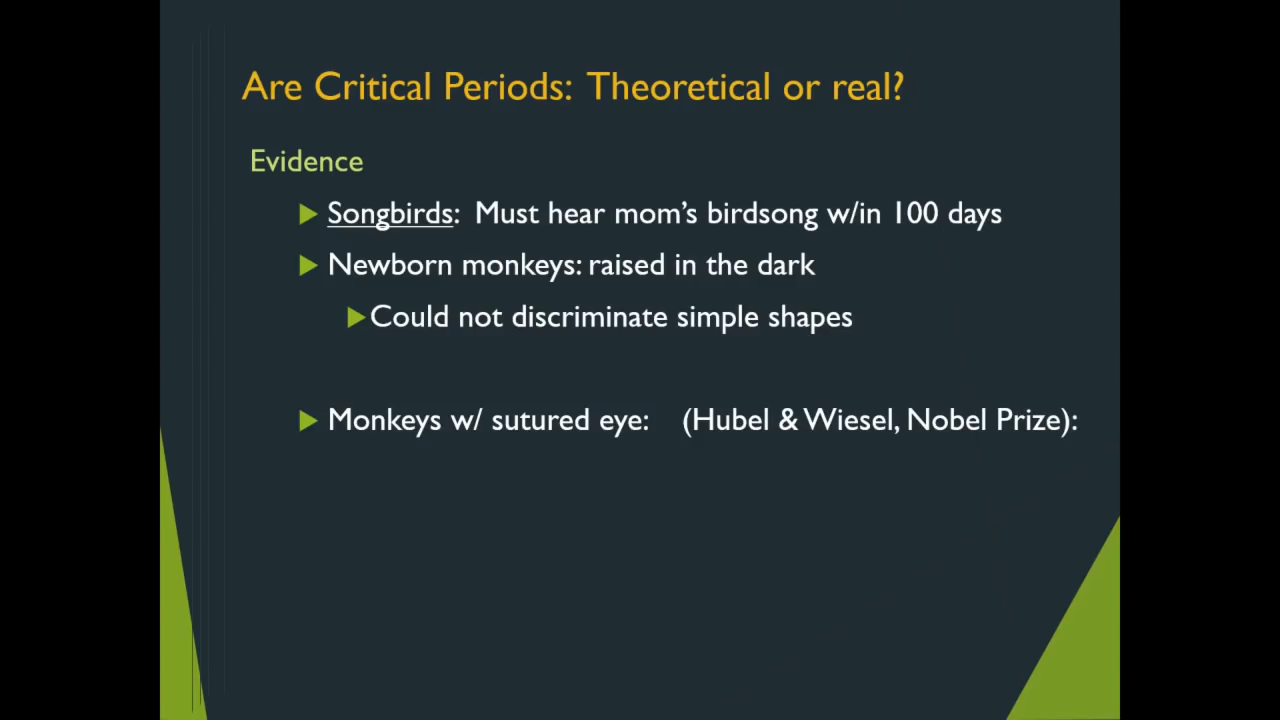 Are Critical Periods: Theoretical or real?
Evidence
Songbirds: Must hear mom's birdsong w/in 100 days
Newborn monkeys: raised in the dark
Could not discriminate simple shapes
Monkeys w/ sutured eye: (Hubel & Wiesel, Nobel Prize):